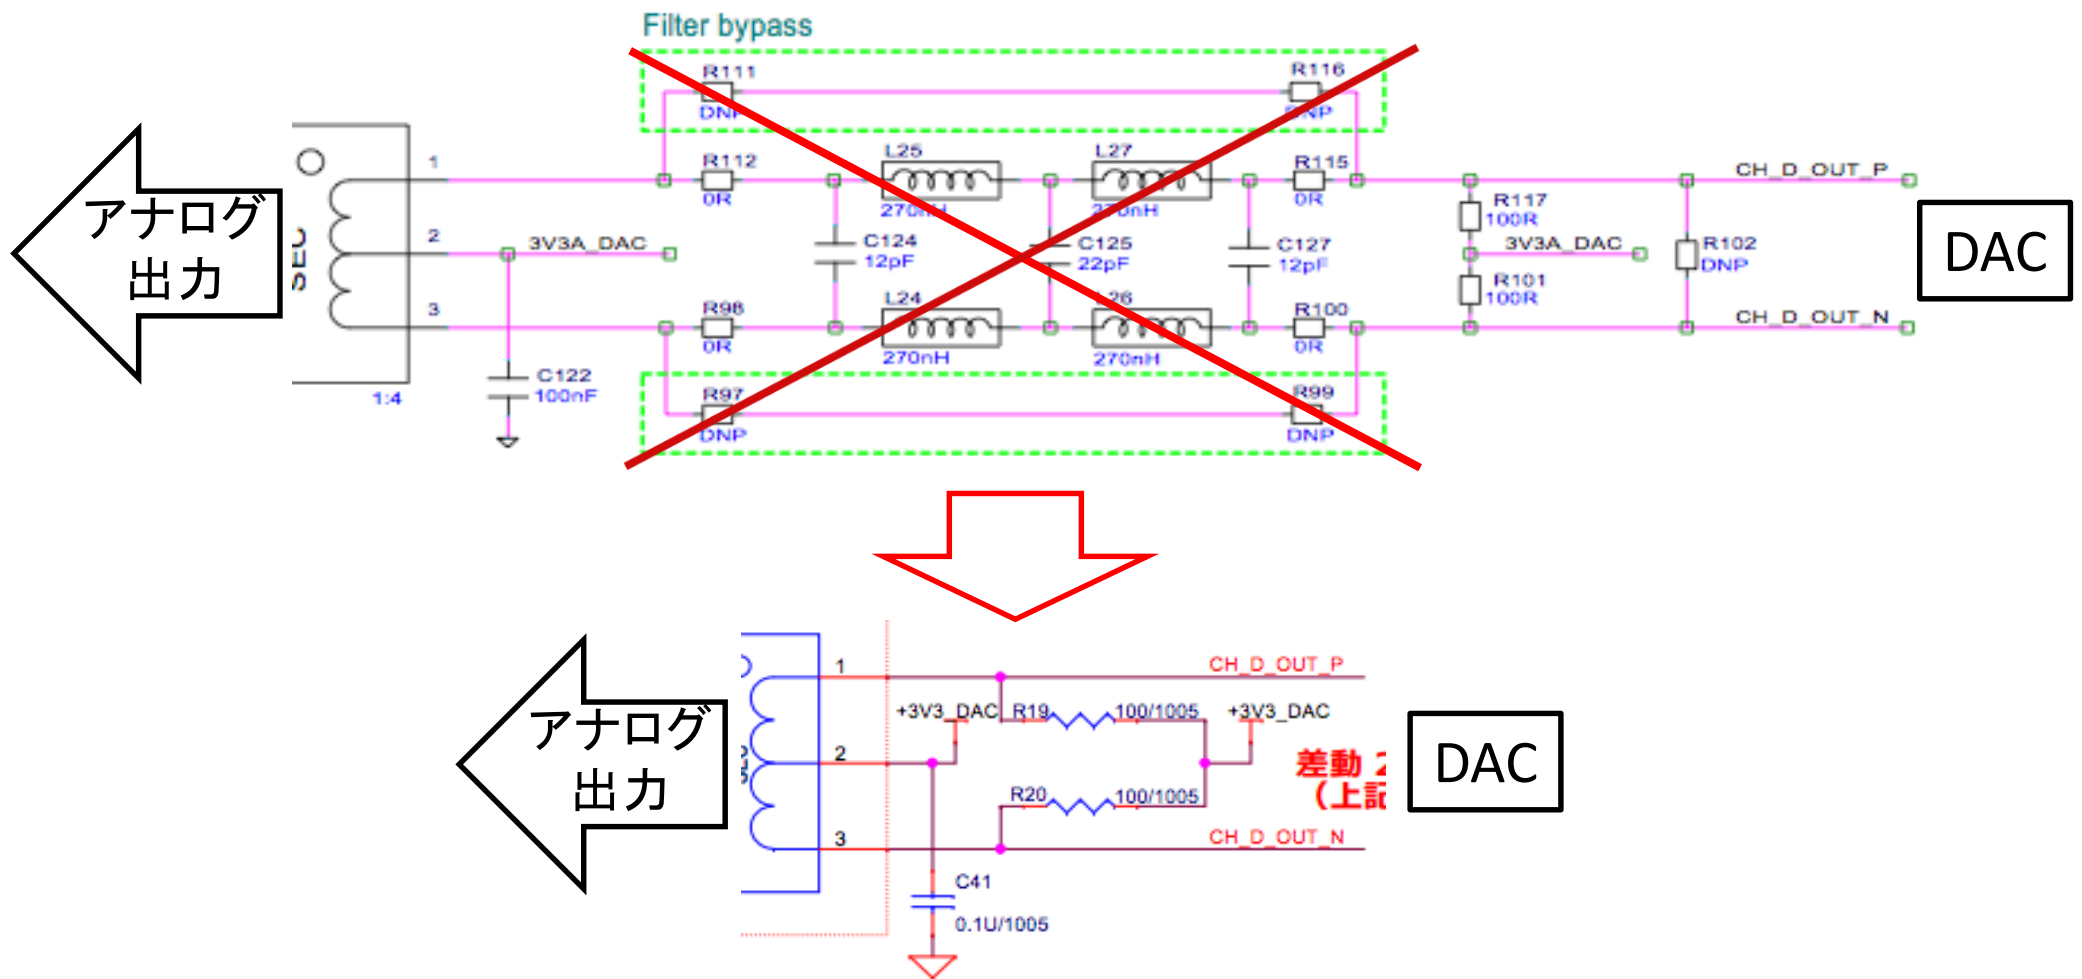 Filter bypass
R111
R116
DNP
DNP
1
R112
L25
L27
R115
CH_D_OUT_P
0R
270nH
270nH
0R
R117
100R
アナログ
出力
SEC
2
3V3A_DAC
C124
12pF
C125
22pF
C127
12pF
3V3A_DAC
R102
DNP
DAC
R101
100R
3
R98
L24
L26
R100
CH_D_OUT_N
0R
270nH
270nH
0R
C122
100nF
1:4
R97
R99
DNP
DNP
1
CH_D_OUT_P
+3V3_DAC
R19
100/1005
+3V3_DAC
アナログ
出力
2
差動
(上記
DAC
R20
100/1005
3
CH_D_OUT_N
C41
0.1U/1005